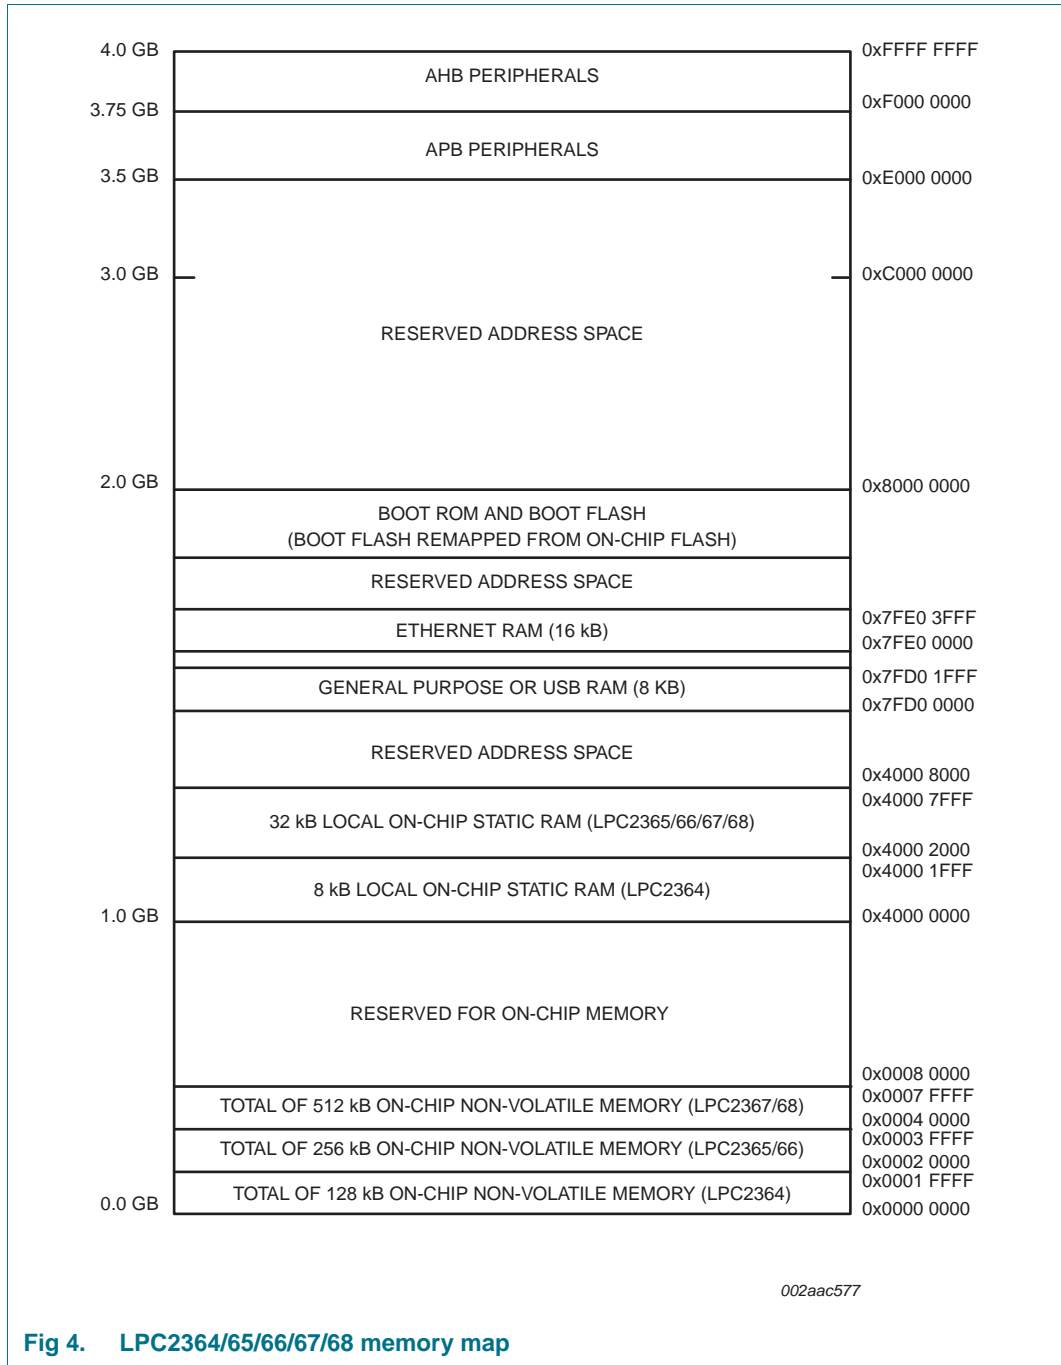 4.0 GB 0xFFFF FFFF
AHB PERIPHERALS
3.75 GB 0xF000 0000
APB PERIPHERALS
3.5 GB 0xE000 0000
3.0 GB 0xC000 0000
RESERVED ADDRESS SPACE
2.0 GB 0x8000 0000
BOOT ROM AND BOOT FLASH
(BOOT FLASH REMAPPED FROM ON-CHIP FLASH)
RESERVED ADDRESS SPACE
0x7FE0 3FFF
ETHERNET RAM (16 kB)
0x7FE0 0000
0x7FD0 1FFF
GENERAL PURPOSE OR USB RAM (8 KB)
0x7FD0 0000
RESERVED ADDRESS SPACE
0x4000 8000
0x4000 7FFF
32 kB LOCAL ON-CHIP STATIC RAM (LPC2365/66/67/68)
0x4000 2000
0x4000 1FFF
8 kB LOCAL ON-CHIP STATIC RAM (LPC2364)
1.0 GB 0x4000 0000
RESERVED FOR ON-CHIP MEMORY
0x0008 0000
0x0007 FFFF
TOTAL OF 512 kB ON-CHIP NON-VOLATILE MEMORY (LPC2367/68)
0x0004 0000
0x0003 FFFF
TOTAL OF 256 kB ON-CHIP NON-VOLATILE MEMORY (LPC2365/66)
0x0002 0000
0x0001 FFFF
TOTAL OF 128 kB ON-CHIP NON-VOLATILE MEMORY (LPC2364)
0.0 GB 0x0000 0000
002aac577
Fig 4. LPC2364/65/66/67/68 memory map